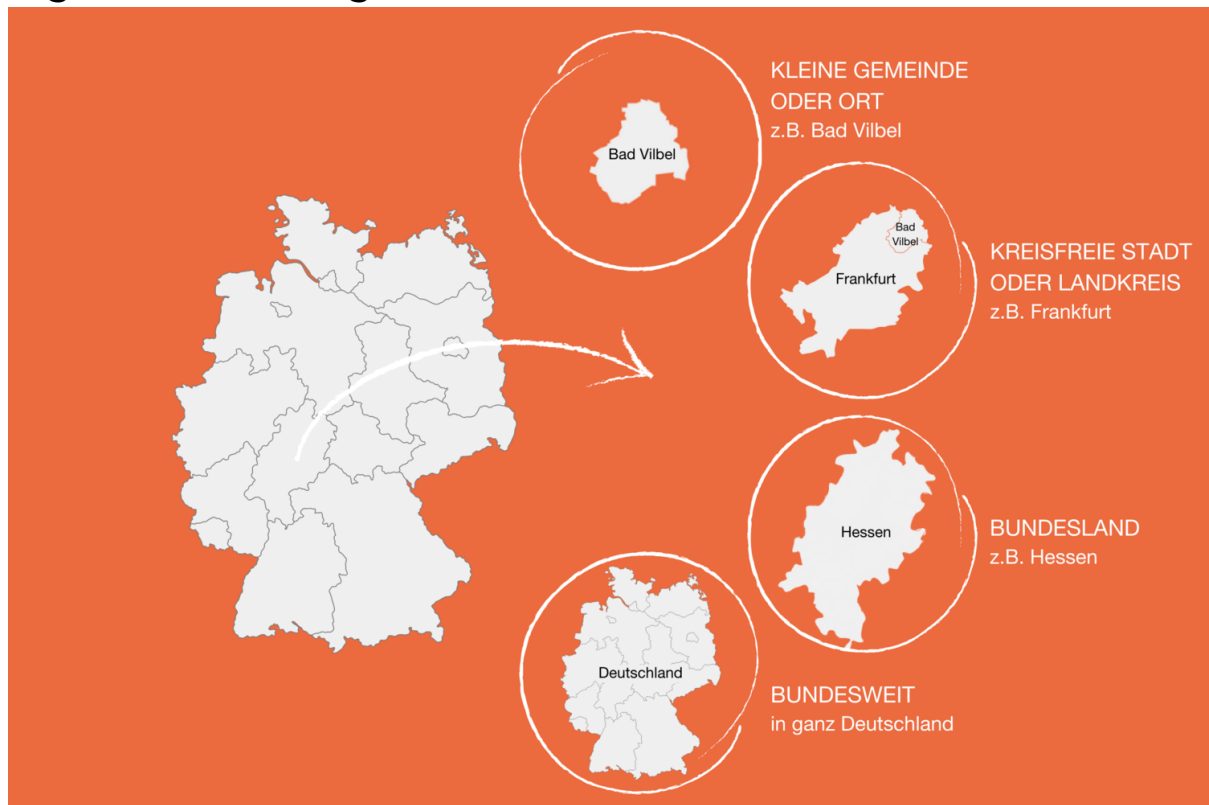 KLEINE GEMEINDE
ODER ORT
z.B. Bad Vilbel
Bad Vilbel
Bad
Vilbel
Frankfurt
KREISFREIE STADT
ODER LANDKREIS
z.B. Frankfurt
Hessen
BUNDESLAND
z.B. Hessen
Deutschland
BUNDESWEIT
in ganz Deutschland